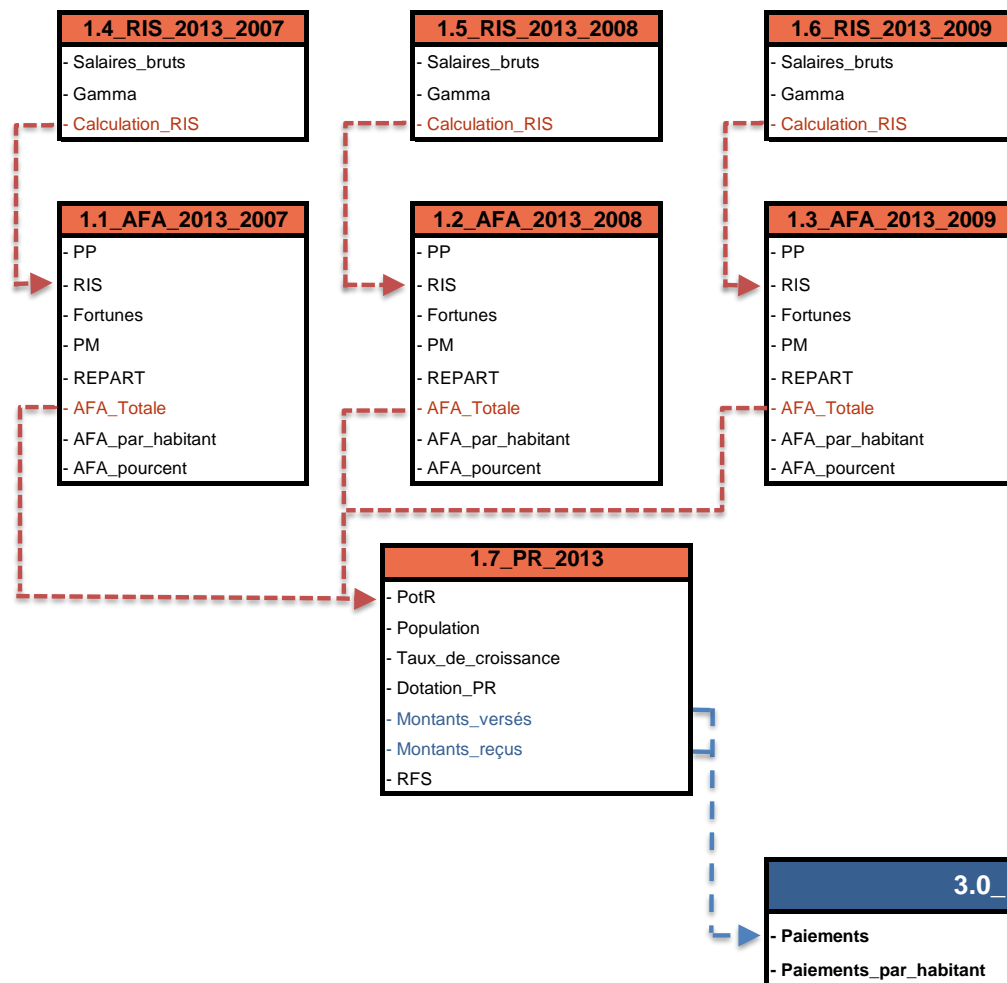 1.4_RIS_2013_2007
- Salaires_bruts
- Gamma
- Calculation_RIS
1.5_RIS_2013_2008
- Salaires_bruts
- Gamma
- Calculation_RIS
1.6_RIS_2013_2009
- Salaires_bruts
- Gamma
- Calculation_RIS
1.1_AFA_2013_2007
- PP
- RIS
- Fortunes
- PM
- REPART
- AFA_Totale
- AFA_par_habitant
- AFA_pourcent
1.2_AFA_2013_2008
- PP
- RIS
- Fortunes
- PM
- REPART
- AFA_Totale
- AFA_par_habitant
- AFA_pourcent
1.3_AFA_2013_2009
- PP
- RIS
- Fortunes
- PM
- REPART
- AFA_Totale
- AFA_par_habitant
- AFA_pourcent
1.7_PR_2013
- PotR
- Population
- Taux_de_croissance
- Dotation_PR
- Montants_versés
- Montants_reçus
- RFS
3.0_
- Paiements
- Paiements_par_habitant